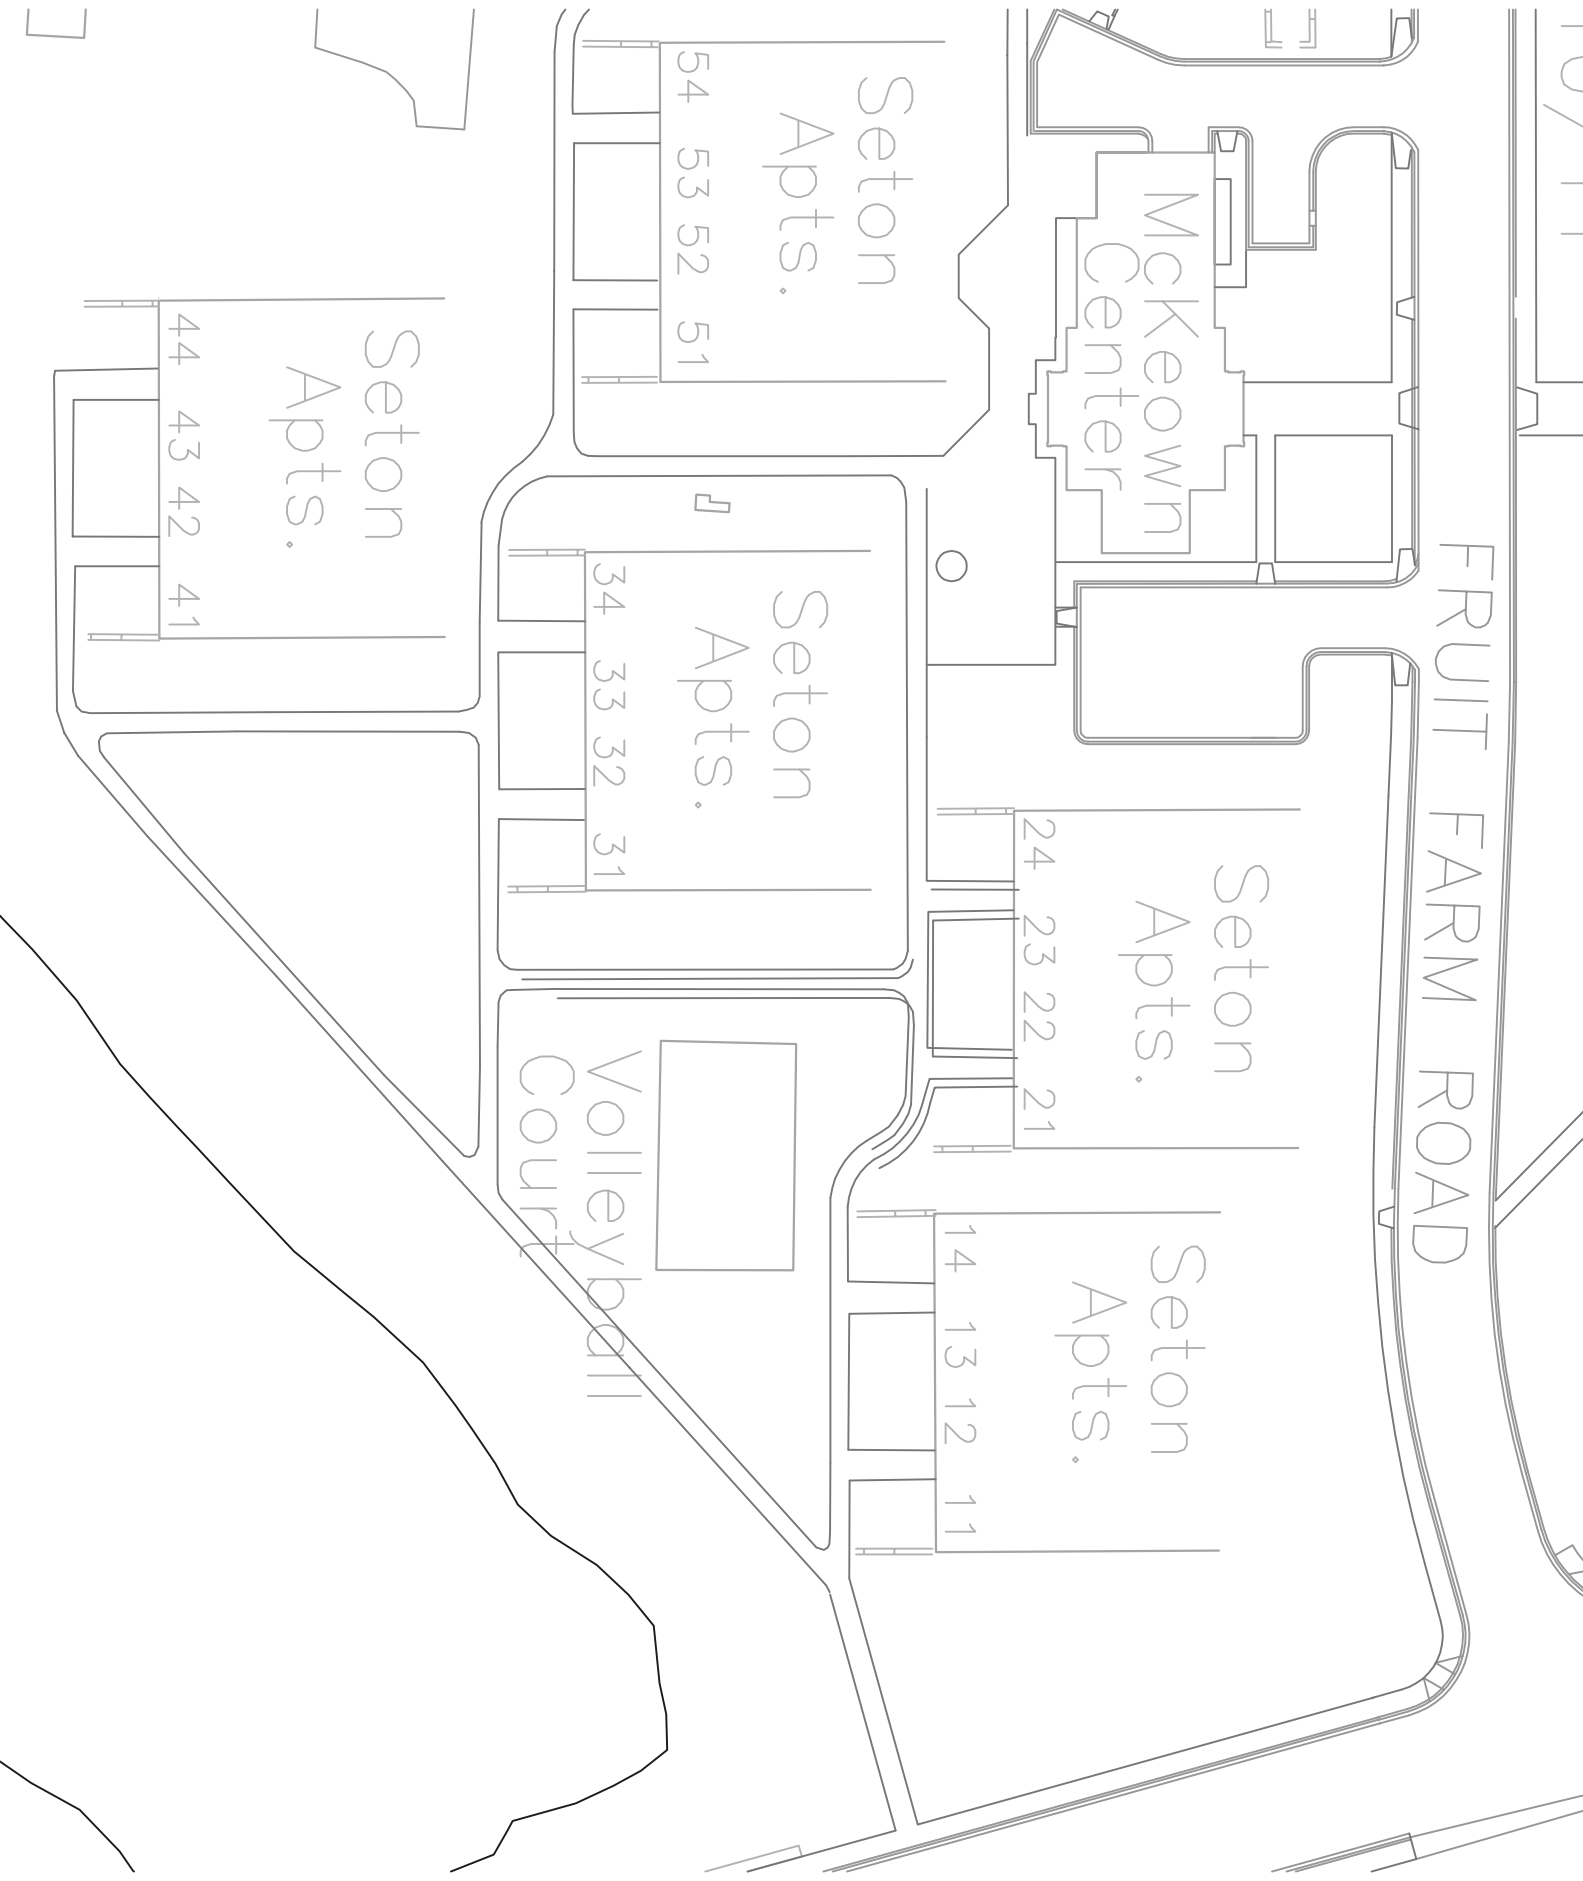 Seton
Apts.
54 53 52 51
McKeown
Center
Seton
Apts.
44 43 42 41
Seton
Apts.
34 33 32 31
FRUIT FARM ROAD
Seton
Apts.
24 23 22 21
Volleyball
Court
Seton
Apts.
14 13 12 11